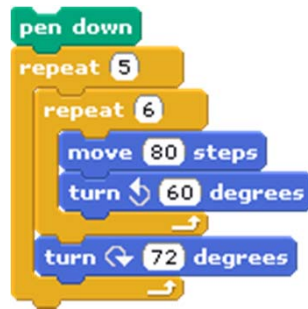 pen down
repeat 5
repeat 6
move 80 steps
turn 60 degrees
turn 72 degrees